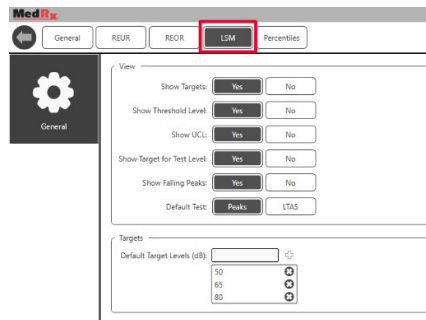 MedRx
General REUR REOR LSM Percentiles
General
View
Show Targets: Yes No
Show Threshold Level: Yes No
Show UCL: Yes No
Show Target for Test Level: Yes No
Show Falling Peaks: Yes No
Default Test: Peaks LTAS
Targets
Default Target Levels (dB):
50
65
80